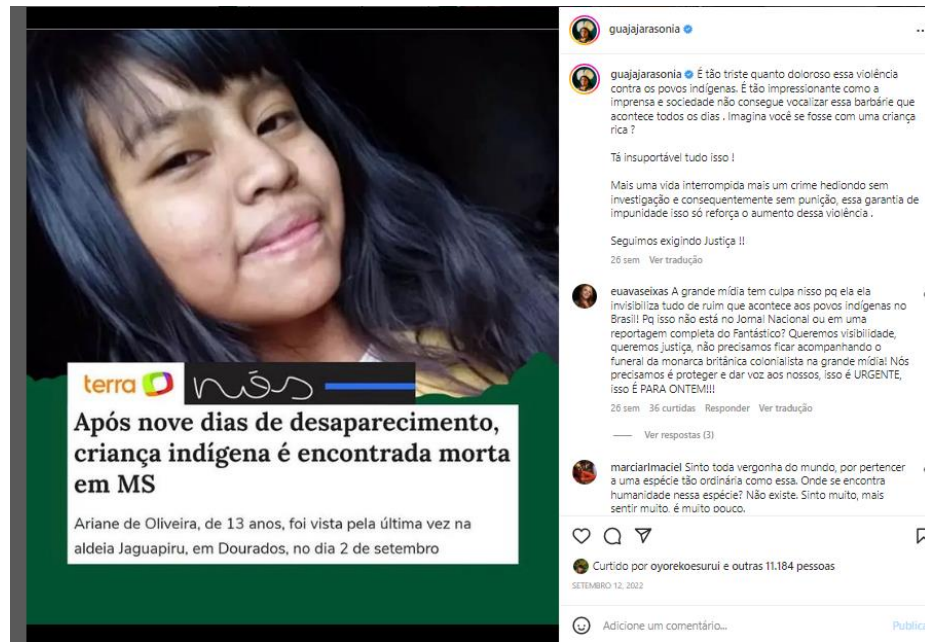 terra nós
Após nove dias de desaparecimento,
criança indígena é encontrada morta
em MS
Ariane de Oliveira, de 13 anos, foi vista pela última vez na
aldeia Jaguapiru, em Dourados, no dia 2 de setembro
guajajarasonia
guajajarasonia É tão triste quanto doloroso essa violência
contra os povos indígenas. É tão impressionante como a
imprensa e sociedade não consegue vocalizar essa barbárie que
acontece todos os dias . Imagina você se fosse com uma criança
rica ?
Tá insuportável tudo isso !
Mais uma vida interrompida mais um crime hediondo sem
investigação e consequentemente sem punição, essa garantia de
impunidade isso só reforça o aumento dessa violência .
Seguimos exigindo Justiça !!
26 sem Ver tradução
euavaseixas A grande mídia tem culpa nisso pq ela ela
invisibiliza tudo de ruim que acontece aos povos indígenas no
Brasil! Pq isso não está no Jornal Nacional ou em uma
reportagem completa do Fantástico? Queremos visibilidade,
queremos justiça, não precisamos ficar acompanhando o
funeral da monarca britânica colonialista na grande mídia! Nós
precisamos é proteger e dar voz aos nossos, isso é URGENTE,
isso É PARA ONTEM!!!
26 sem 36 curtidas Responder Ver tradução
Ver respostas (3)
marciarlmaciel Sinto toda vergonha do mundo, por pertencer
a uma espécie tão ordinária como essa. Onde se encontra
humanidade nessa espécie? Não existe. Sinto muito, mais
sentir muito, é muito pouco.
Curtido por oyorekoesurui e outras 11.184 pessoas
SETEMBRO 12, 2022
Adicione um comentário... Publica